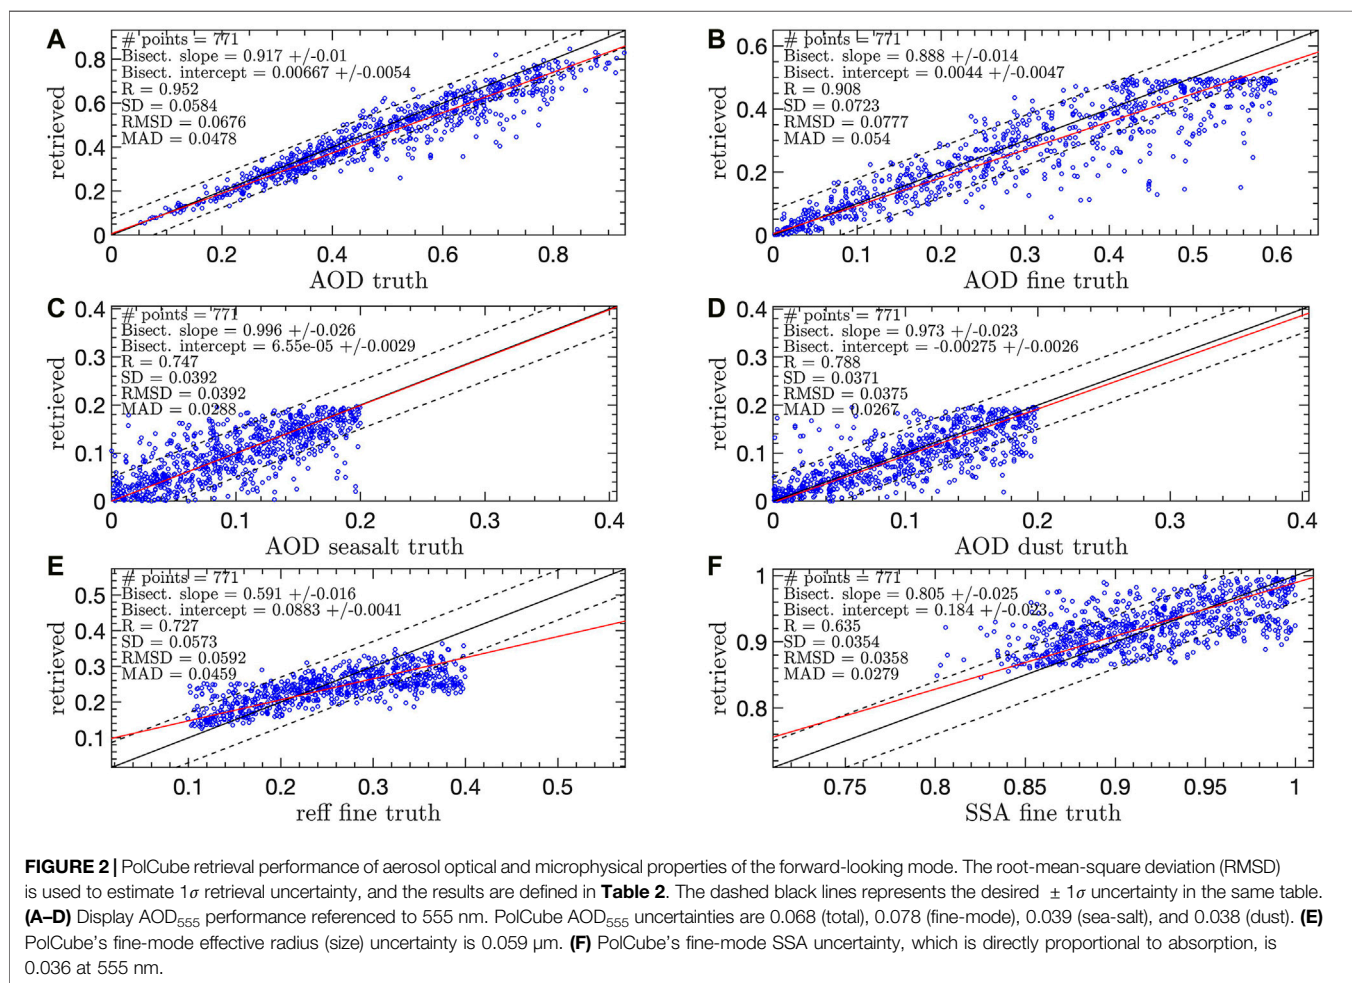 A
# points = 771
Bisect. slope = 0.917 +/-0.01
Bisect. intercept = 0.00667 +/-0.0054
R = 0.952
SD = 0.0584
RMSD = 0.0676
MAD = 0.0478
retrieved
0.8
0.6
0.4
0.2
0
0 0.2 0.4 0.6 0.8
AOD truth
B
# points = 771
Bisect. slope = 0.888 +/-0.014
Bisect. intercept = 0.0044 +/-0.0047
R = 0.908
SD = 0.0723
RMSD = 0.0777
MAD = 0.054
retrieved
0.6
0.4
0.2
0
0 0.1 0.2 0.3 0.4 0.5 0.6
AOD fine truth
C
# points = 771
Bisect. slope = 0.996 +/-0.026
Bisect. intercept = 6.55e-05 +/-0.0029
R = 0.747
SD = 0.0392
RMSD = 0.0392
MAD = 0.0288
retrieved
0.4
0.3
0.2
0.1
0
0 0.1 0.2 0.3 0.4
AOD seasalt truth
D
# points = 771
Bisect. slope = 0.973 +/-0.023
Bisect. intercept = -0.00275 +/-0.0026
R = 0.788
SD = 0.0371
RMSD = 0.0375
MAD = 0.0267
retrieved
0.4
0.3
0.2
0.1
0
0 0.1 0.2 0.3 0.4
AOD dust truth
E
# points = 771
Bisect. slope = 0.591 +/-0.016
Bisect. intercept = 0.0883 +/-0.0041
R = 0.727
SD = 0.0573
RMSD = 0.0592
MAD = 0.0459
retrieved
0.5
0.4
0.3
0.2
0.1
0.1 0.2 0.3 0.4 0.5
reff fine truth
F
# points = 771
Bisect. slope = 0.805 +/-0.025
Bisect. intercept = 0.184 +/-0.023
R = 0.635
SD = 0.0354
RMSD = 0.0358
MAD = 0.0279
retrieved
1
0.9
0.8
0.75 0.8 0.85 0.9 0.95 1
SSA fine truth
FIGURE 2 | PolCube retrieval performance of aerosol optical and microphysical properties of the forward-looking mode. The root-mean-square deviation (RMSD)
is used to estimate 1σ retrieval uncertainty, and the results are defined in Table 2. The dashed black lines represents the desired ± 1σ uncertainty in the same table.
(A–D) Display AOD555 performance referenced to 555 nm. PolCube AOD555 uncertainties are 0.068 (total), 0.078 (fine-mode), 0.039 (sea-salt), and 0.038 (dust). (E)
PolCube's fine-mode effective radius (size) uncertainty is 0.059 µm. (F) PolCube's fine-mode SSA uncertainty, which is directly proportional to absorption, is
0.036 at 555 nm.